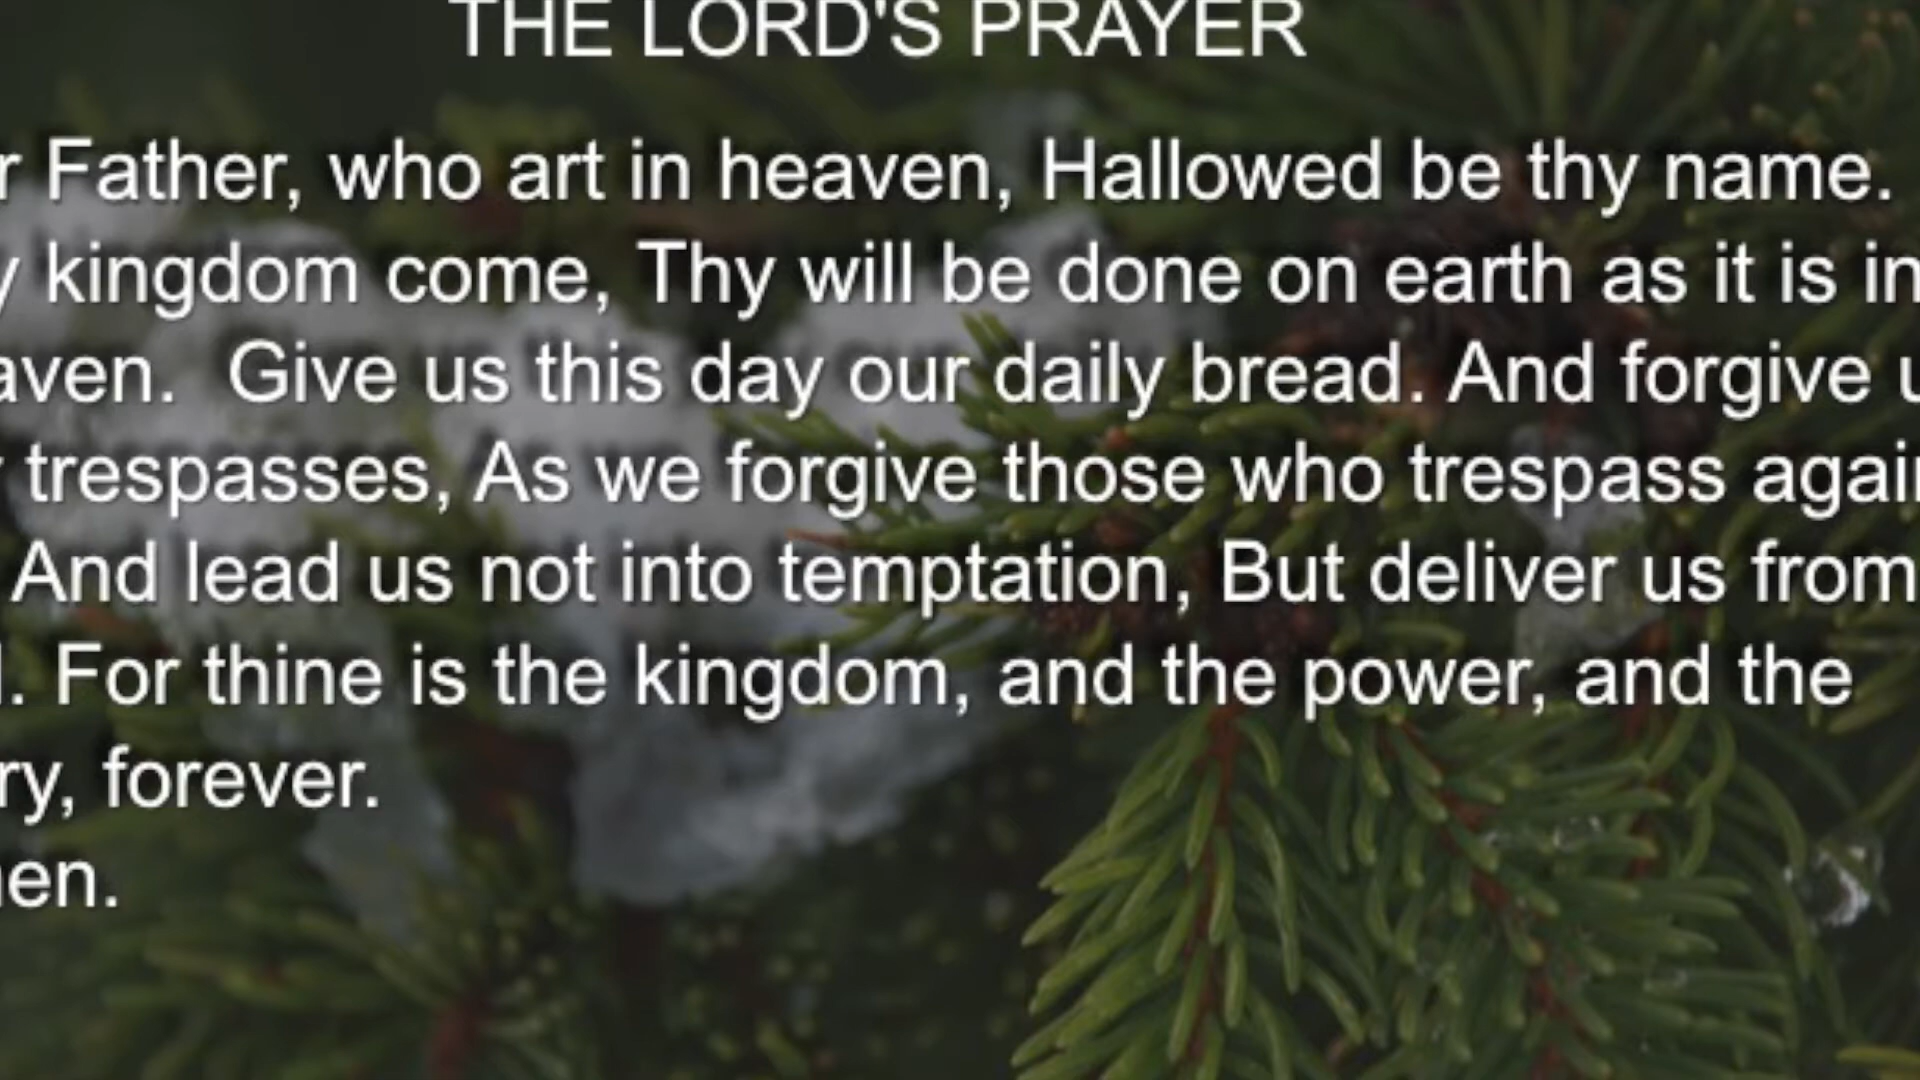 THE LORD'S PRAYER
r Father, who art in heaven, Hallowed be thy name.
y kingdom come, Thy will be done on earth as it is in
aven. Give us this day our daily bread. And forgive u
r trespasses, As we forgive those who trespass again
And lead us not into temptation, But deliver us from
l. For thine is the kingdom, and the power, and the
ry, forever.
en.